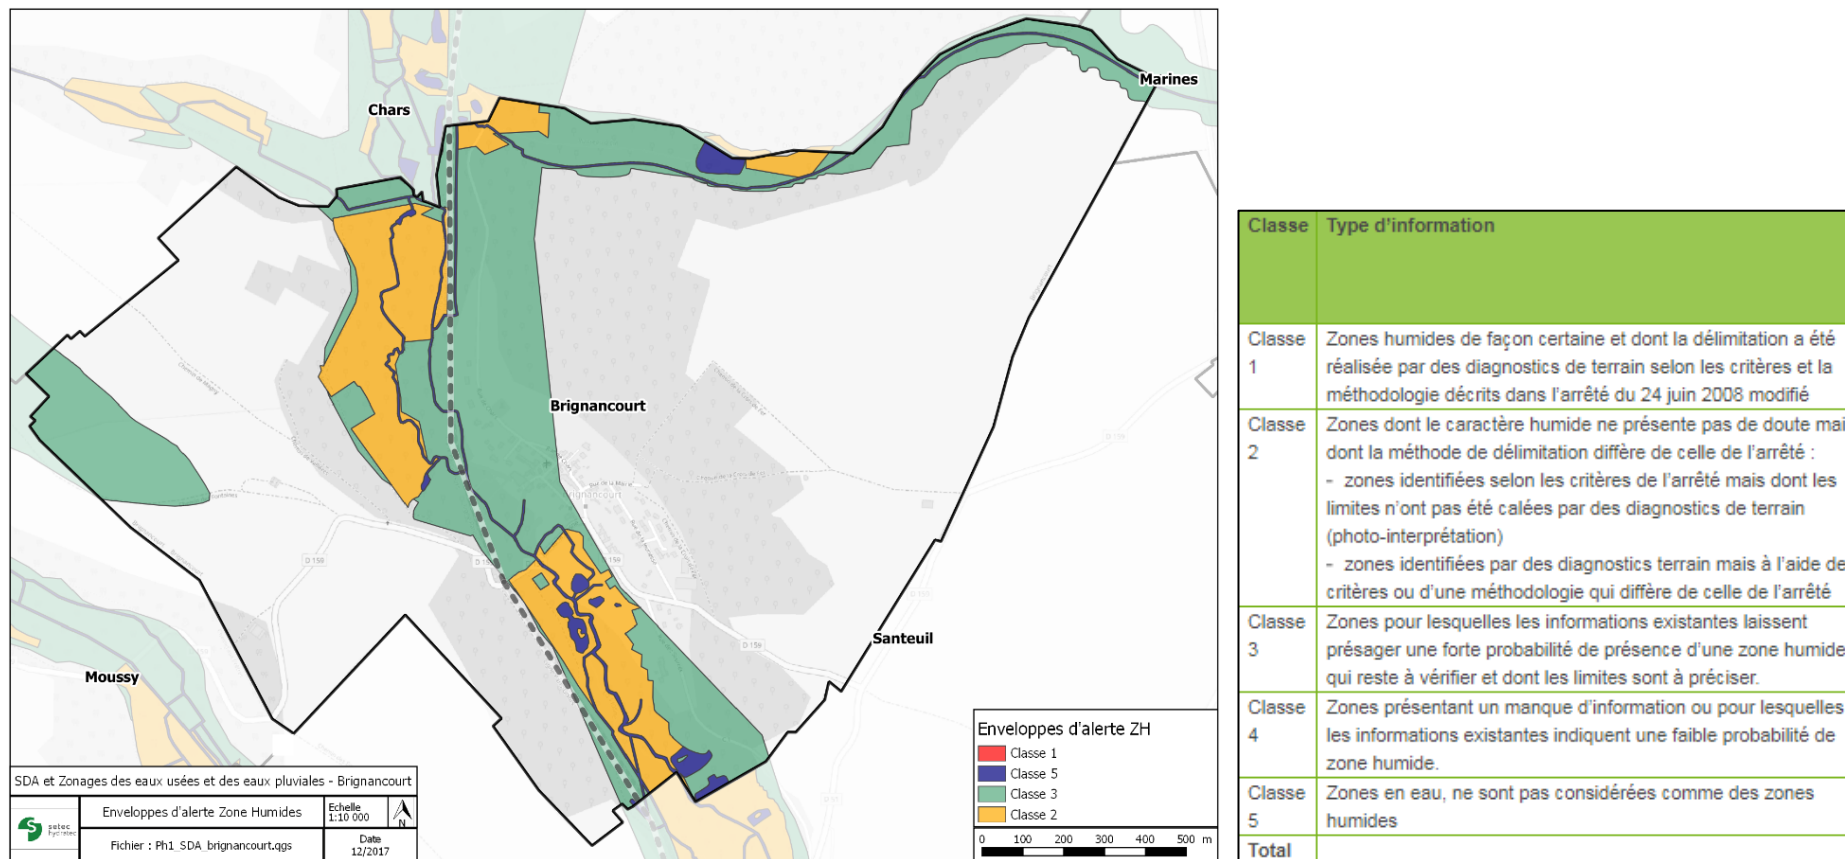 Marines
Chars
Brignancourt
Brignancourt
Santeuil
Moussy
D 159
D 159
D 159
Enveloppes d'alerte ZH
Classe 1
Classe 5
Classe 3
Classe 2
0 100 200 300 400 500 m
SDA et Zonages des eaux usées et des eaux pluviales - Brignancourt
setec
hydratec
Enveloppes d'alerte Zone Humides
Echelle
1:10 000
N
Fichier : Ph1_SDA_brignancourt.qgs
Date
12/2017
Classe Type d'information
Classe 1
Zones humides de façon certaine et dont la délimitation a été
réalisée par des diagnostics de terrain selon les critères et la
méthodologie décrits dans l'arrêté du 24 juin 2008 modifié
Classe 2
Zones dont le caractère humide ne présente pas de doute mai
dont la méthode de délimitation diffère de celle de l'arrêté :
- zones identifiées selon les critères de l'arrêté mais dont les
limites n'ont pas été calées par des diagnostics de terrain
(photo-interprétation)
- zones identifiées par des diagnostics terrain mais à l'aide de
critères ou d'une méthodologie qui diffère de celle de l'arrêté
Classe 3
Zones pour lesquelles les informations existantes laissent
présager une forte probabilité de présence d'une zone humide
qui reste à vérifier et dont les limites sont à préciser.
Classe 4
Zones présentant un manque d'information ou pour lesquelles
les informations existantes indiquent une faible probabilité de
zone humide.
Classe 5
Zones en eau, ne sont pas considérées comme des zones
humides
Total